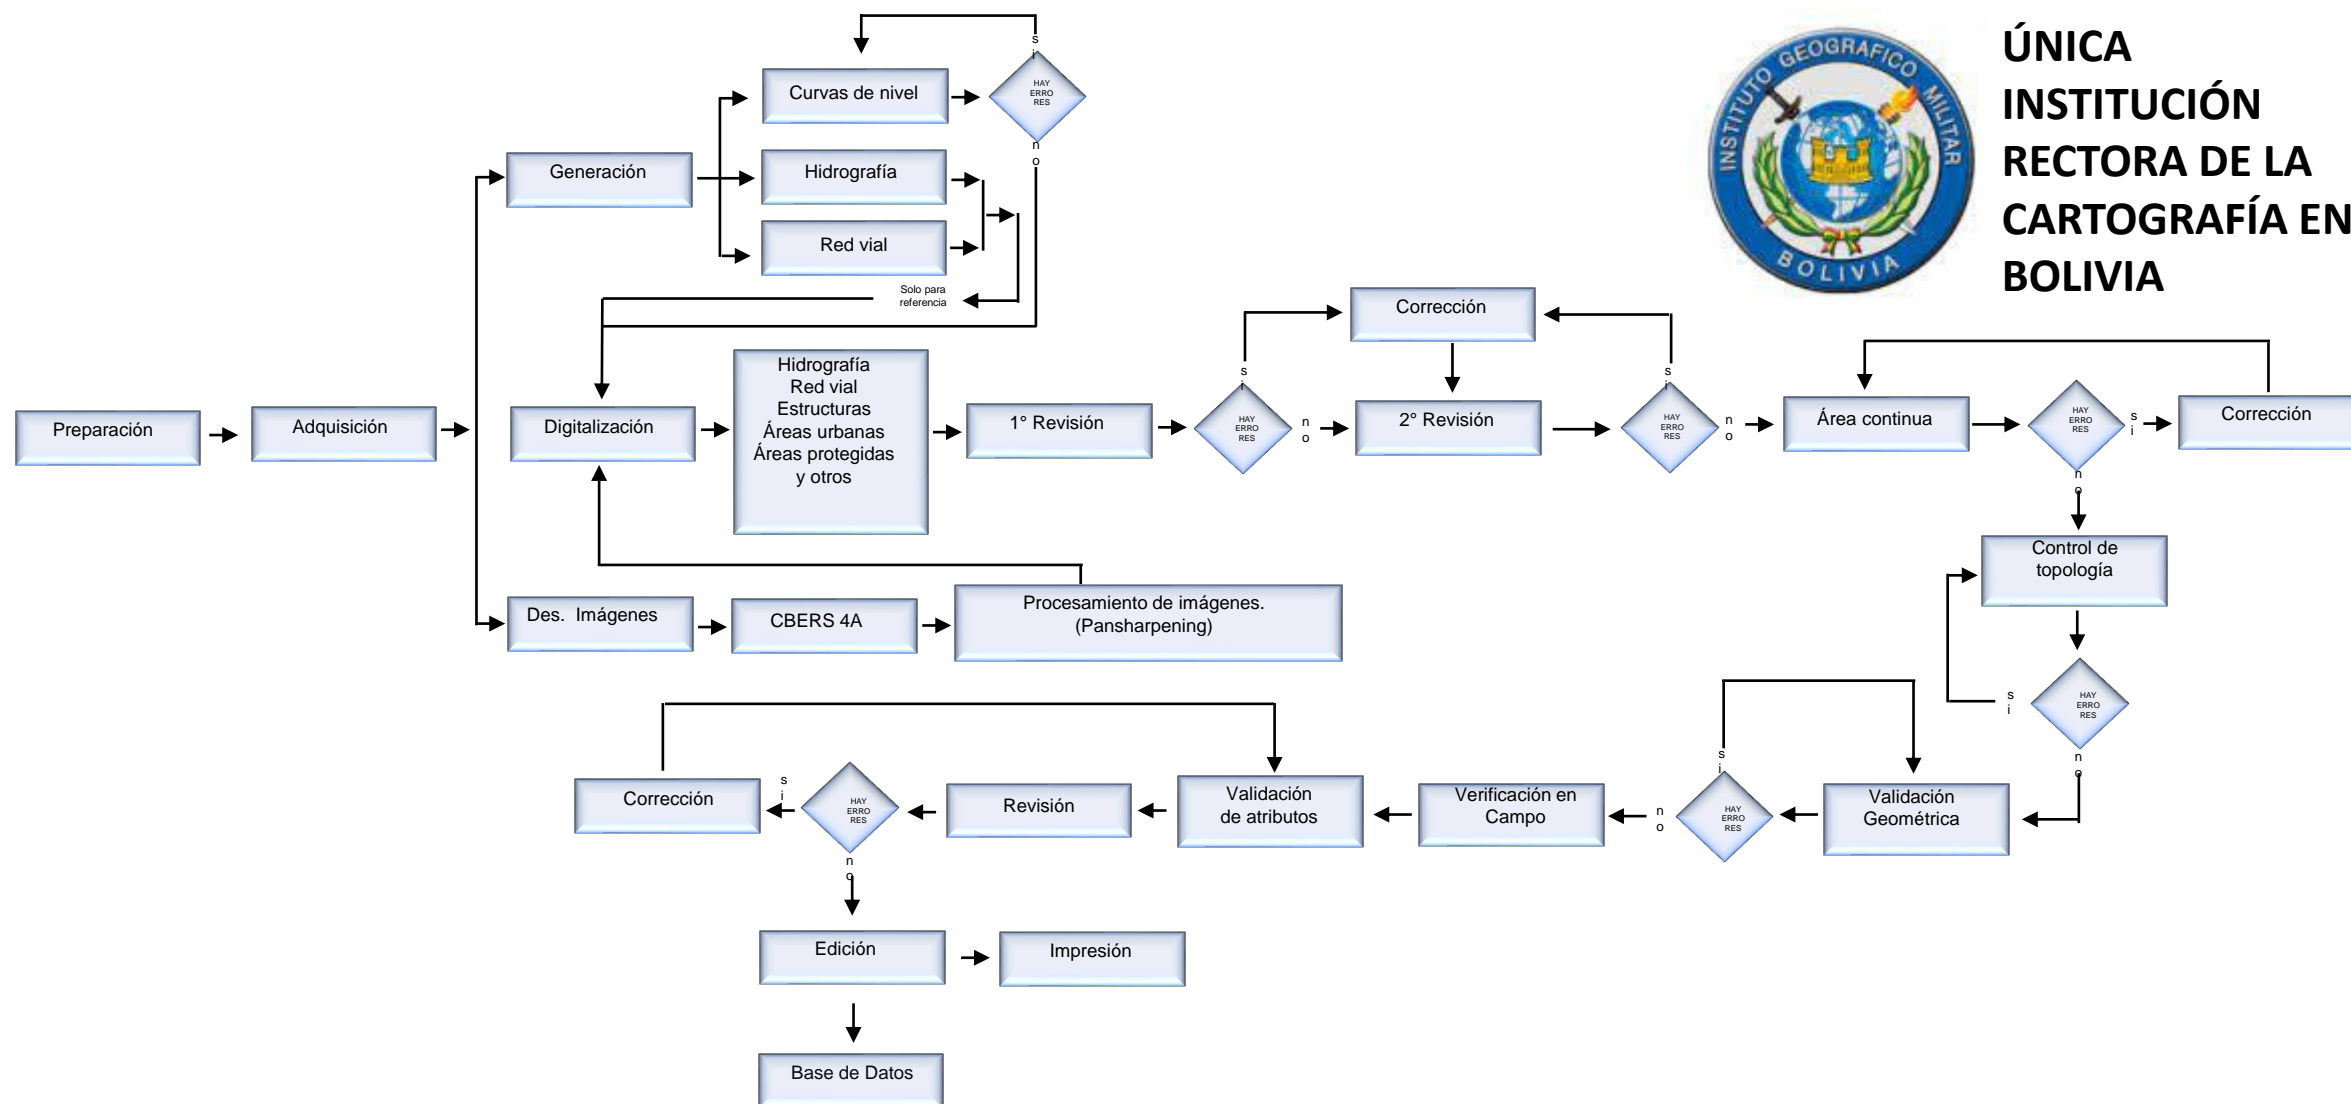 ÚNICA
INSTITUCIÓN
RECTORA DE LA
CARTOGRAFÍA EN
BOLIVIA
INSTITUTO GEOGRAFICO MILITAR
BOLIVIA
Curvas de nivel
si
HAY
ERRO
RES
no
Generación
Hidrografía
Red vial
Solo para
referencia
Preparación
Adquisición
Digitalización
Hidrografía
Red vial
Estructuras
Áreas urbanas
Áreas protegidas
y otros
1° Revisión
si
HAY
ERRO
RES
no
Corrección
2° Revisión
si
HAY
ERRO
RES
no
Área continua
HAY
ERRO
RES
si
no
Corrección
Control de
topología
HAY
ERRO
RES
si
no
Des. Imágenes
CBERS 4A
Procesamiento de imágenes.
(Pansharpening)
Validación
Geométrica
si
HAY
ERRO
RES
no
Verificación en
Campo
Validación
de atributos
Revisión
HAY
ERRO
RES
si
no
Corrección
Edición
Impresión
Base de Datos